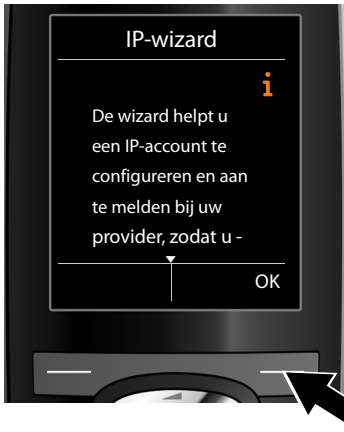 IP-wizard
i
De wizard helpt u
een IP-account te
configureren en aan
te melden bij uw
provider, zodat u -
OK